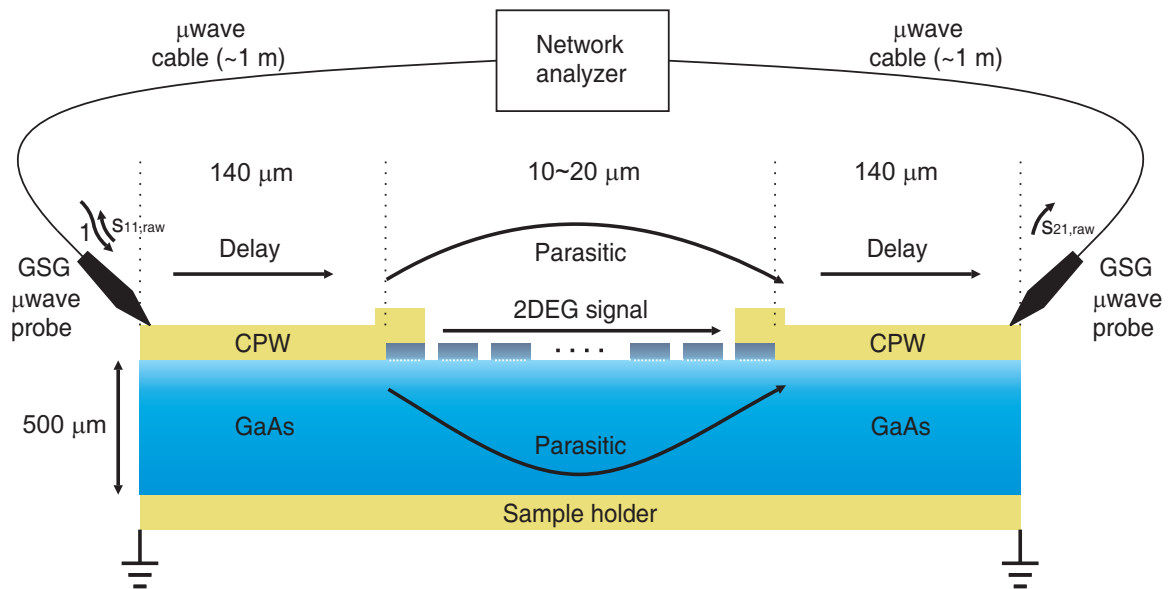 μwave
cable (~1 m)
Network
analyzer
μwave
cable (~1 m)
140 μm
10~20 μm
140 μm
1
s11,raw
s21,raw
Delay
Parasitic
Delay
GSG
μwave
probe
GSG
μwave
probe
2DEG signal
CPW
CPW
500 μm
GaAs
Parasitic
GaAs
Sample holder